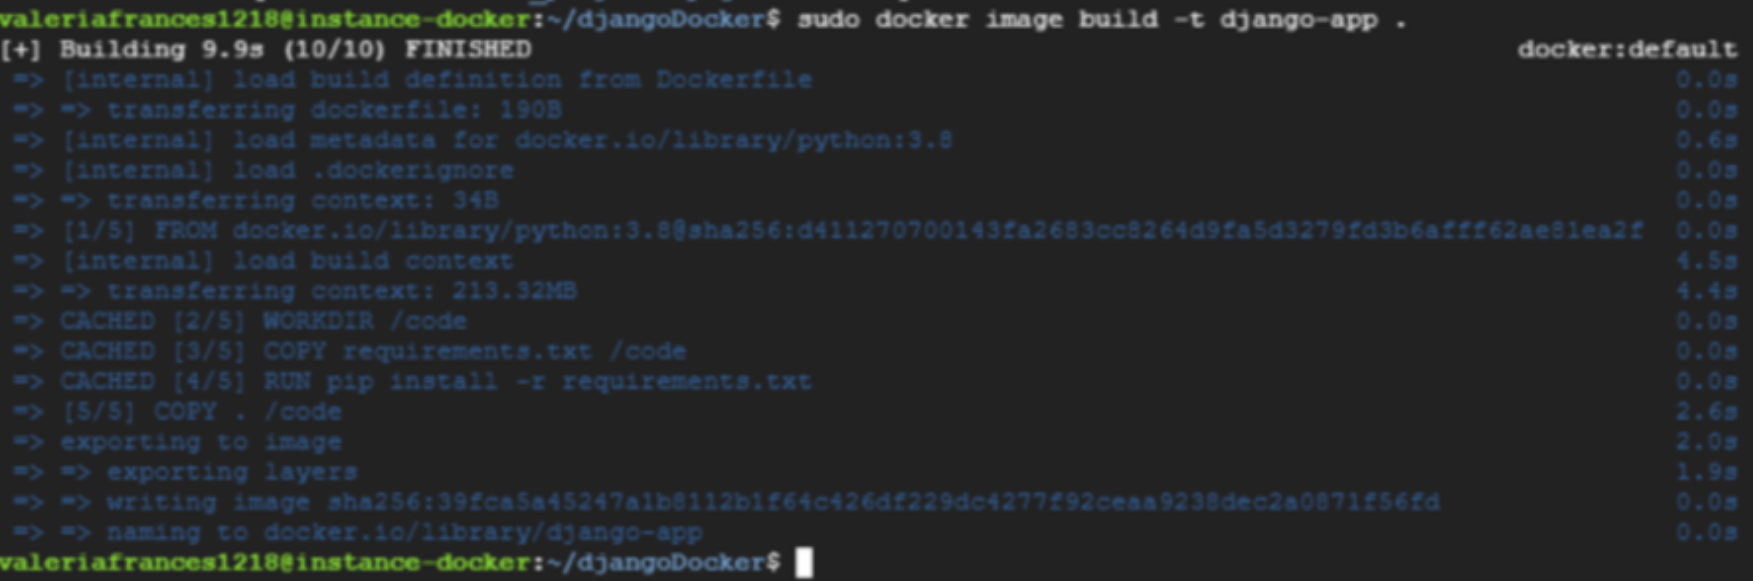 valeriafrances1218@instance-docker:~/djangoDocker$ sudo docker image build -t django-app .
[+] Building 9.9s (10/10) FINISHED docker:default
=> [internal] load build definition from Dockerfile 0.0s
=> => transferring dockerfile: 190B 0.0s
=> [internal] load metadata for docker.io/library/python:3.8 0.6s
=> [internal] load .dockerignore 0.0s
=> => transferring context: 34B 0.0s
=> [1/5] FROM docker.io/library/python:3.8@sha256:d411270700143fa2683cc8264d9fa5d3279fd3b6afff62ae81ea2f 0.0s
=> [internal] load build context 4.5s
=> => transferring context: 213.32MB 4.4s
=> CACHED [2/5] WORKDIR /code 0.0s
=> CACHED [3/5] COPY requirements.txt /code 0.0s
=> CACHED [4/5] RUN pip install -r requirements.txt 0.0s
=> [5/5] COPY . /code 2.6s
=> exporting to image 2.0s
=> => exporting layers 1.9s
=> => writing image sha256:39fca5a45247a1b8112b1f64c426df229dc4277f92ceaa9238dec2a0871f56fd 0.0s
=> => naming to docker.io/library/django-app 0.0s
valeriafrances1218@instance-docker:~/djangoDocker$